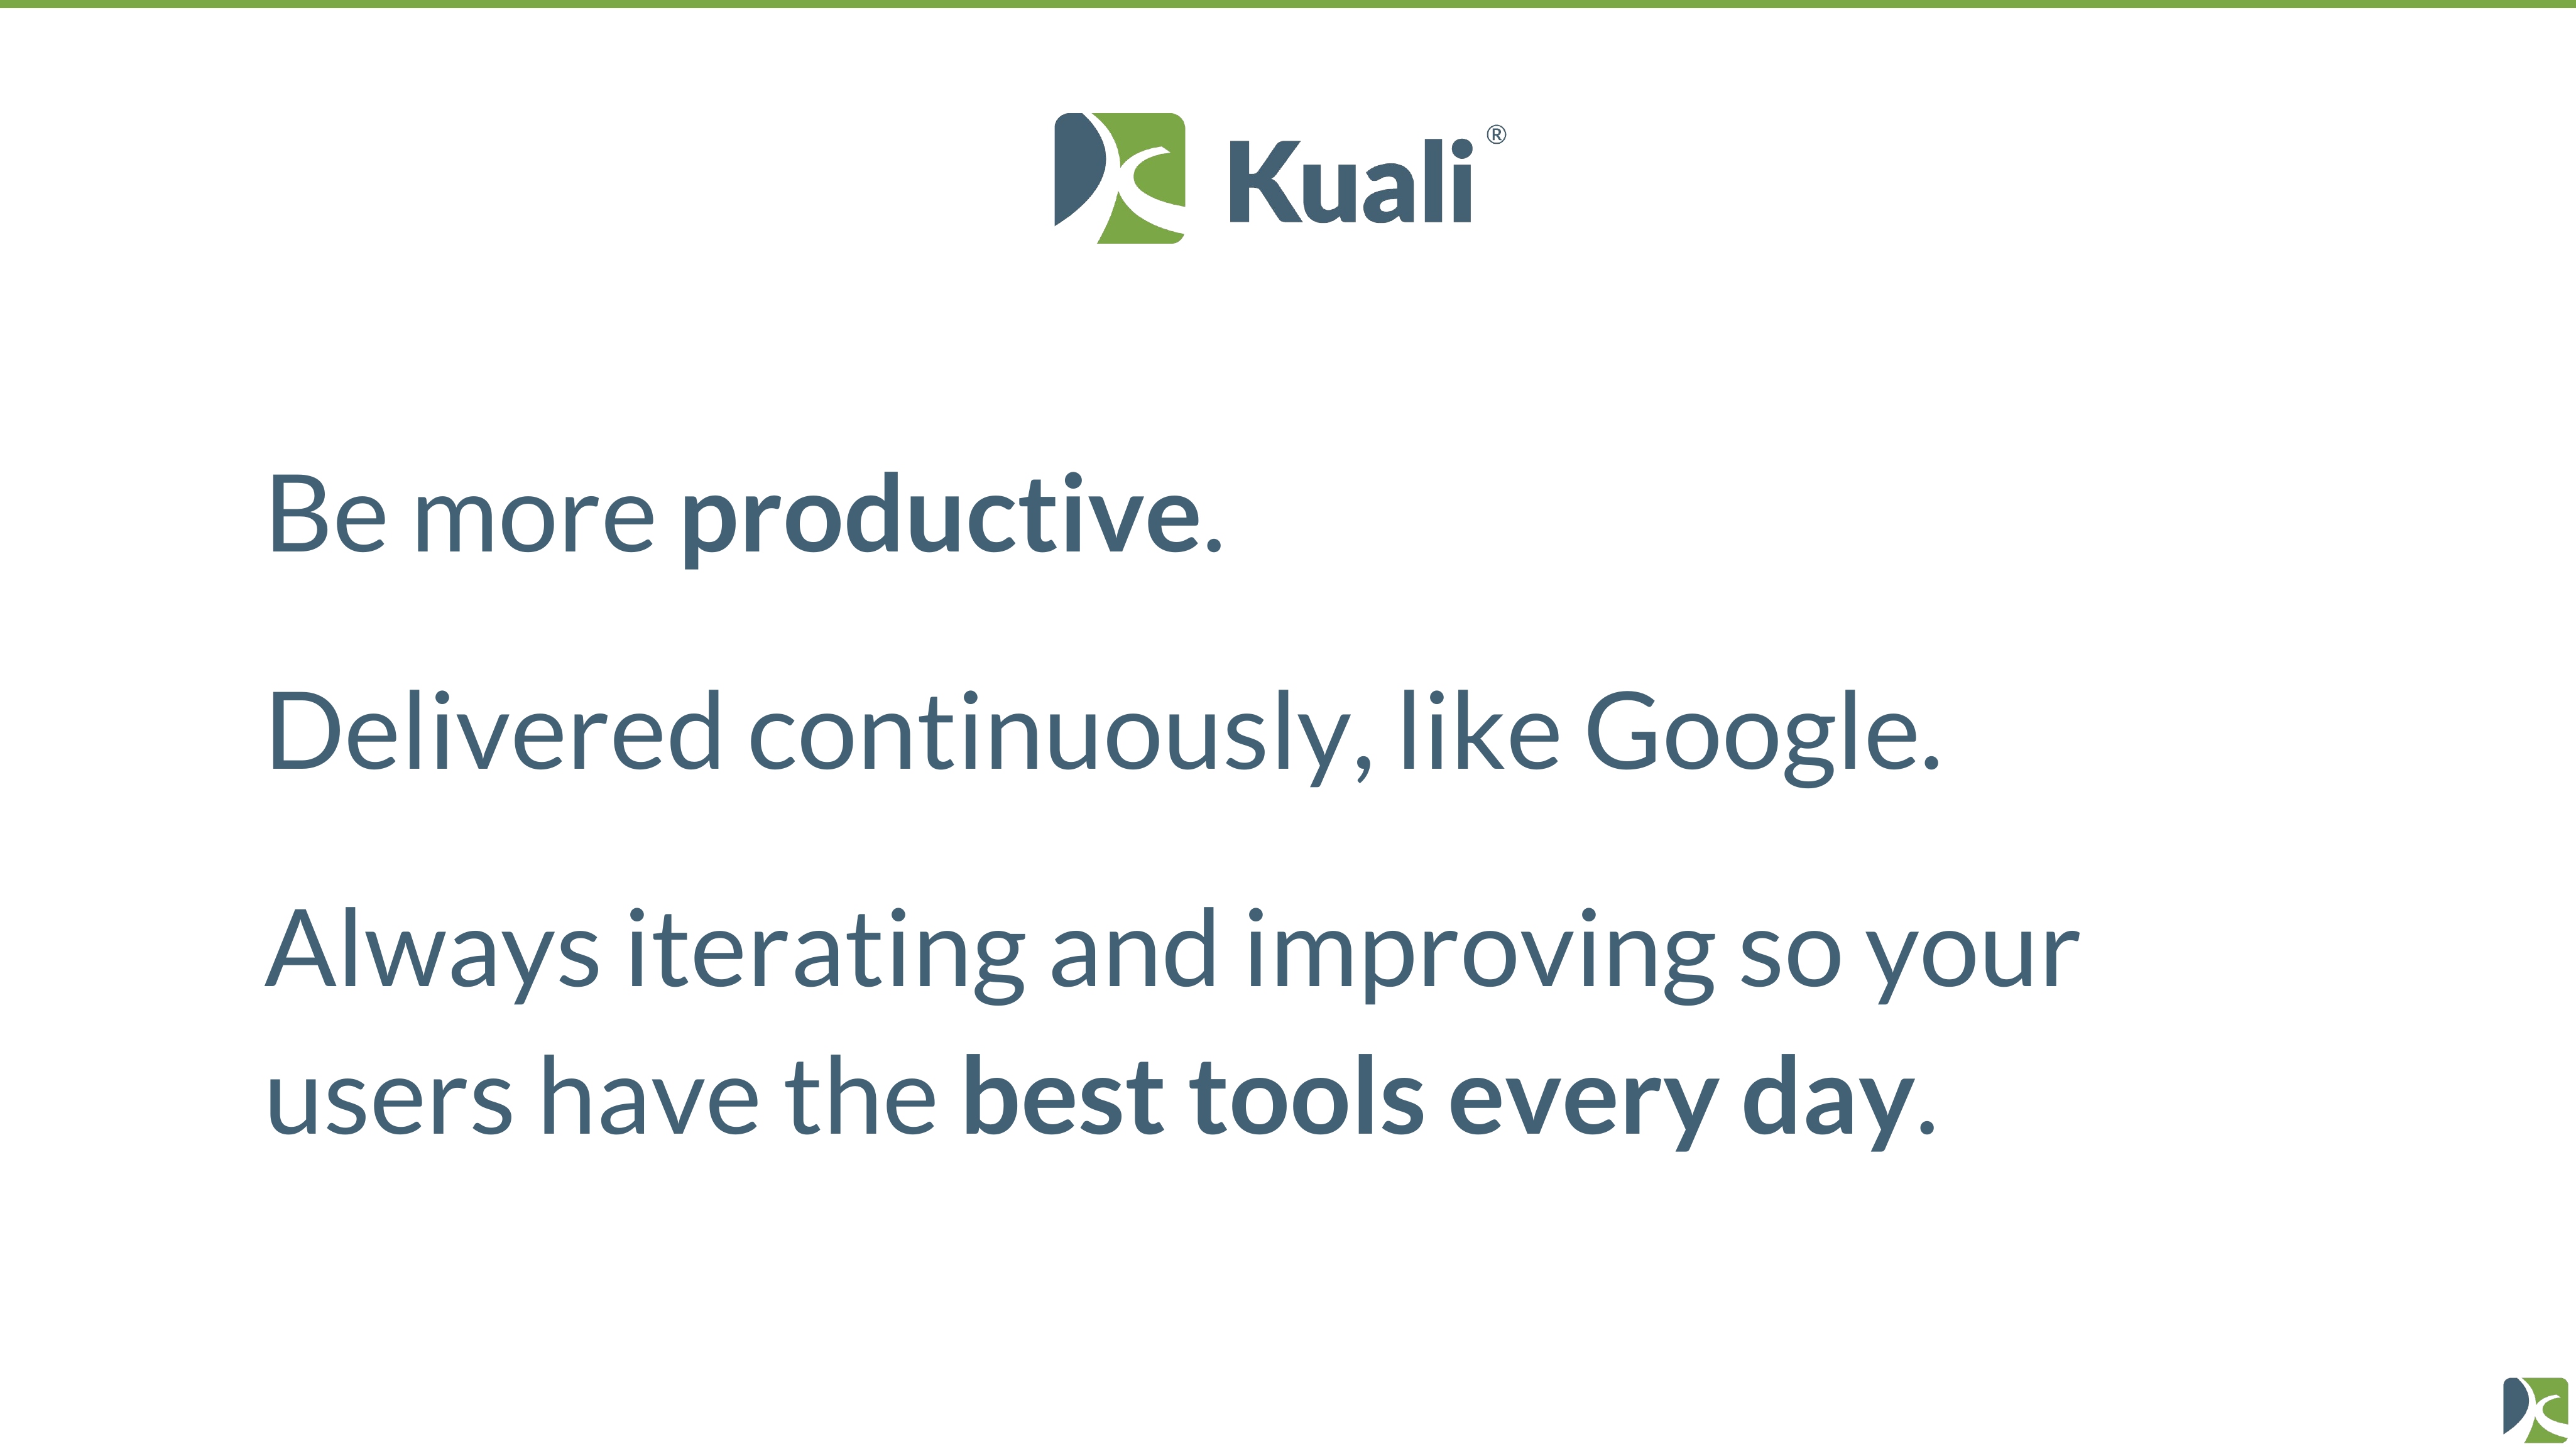 Kuali ®
Be more productive.
Delivered continuously, like Google.
Always iterating and improving so your
users have the best tools every day.